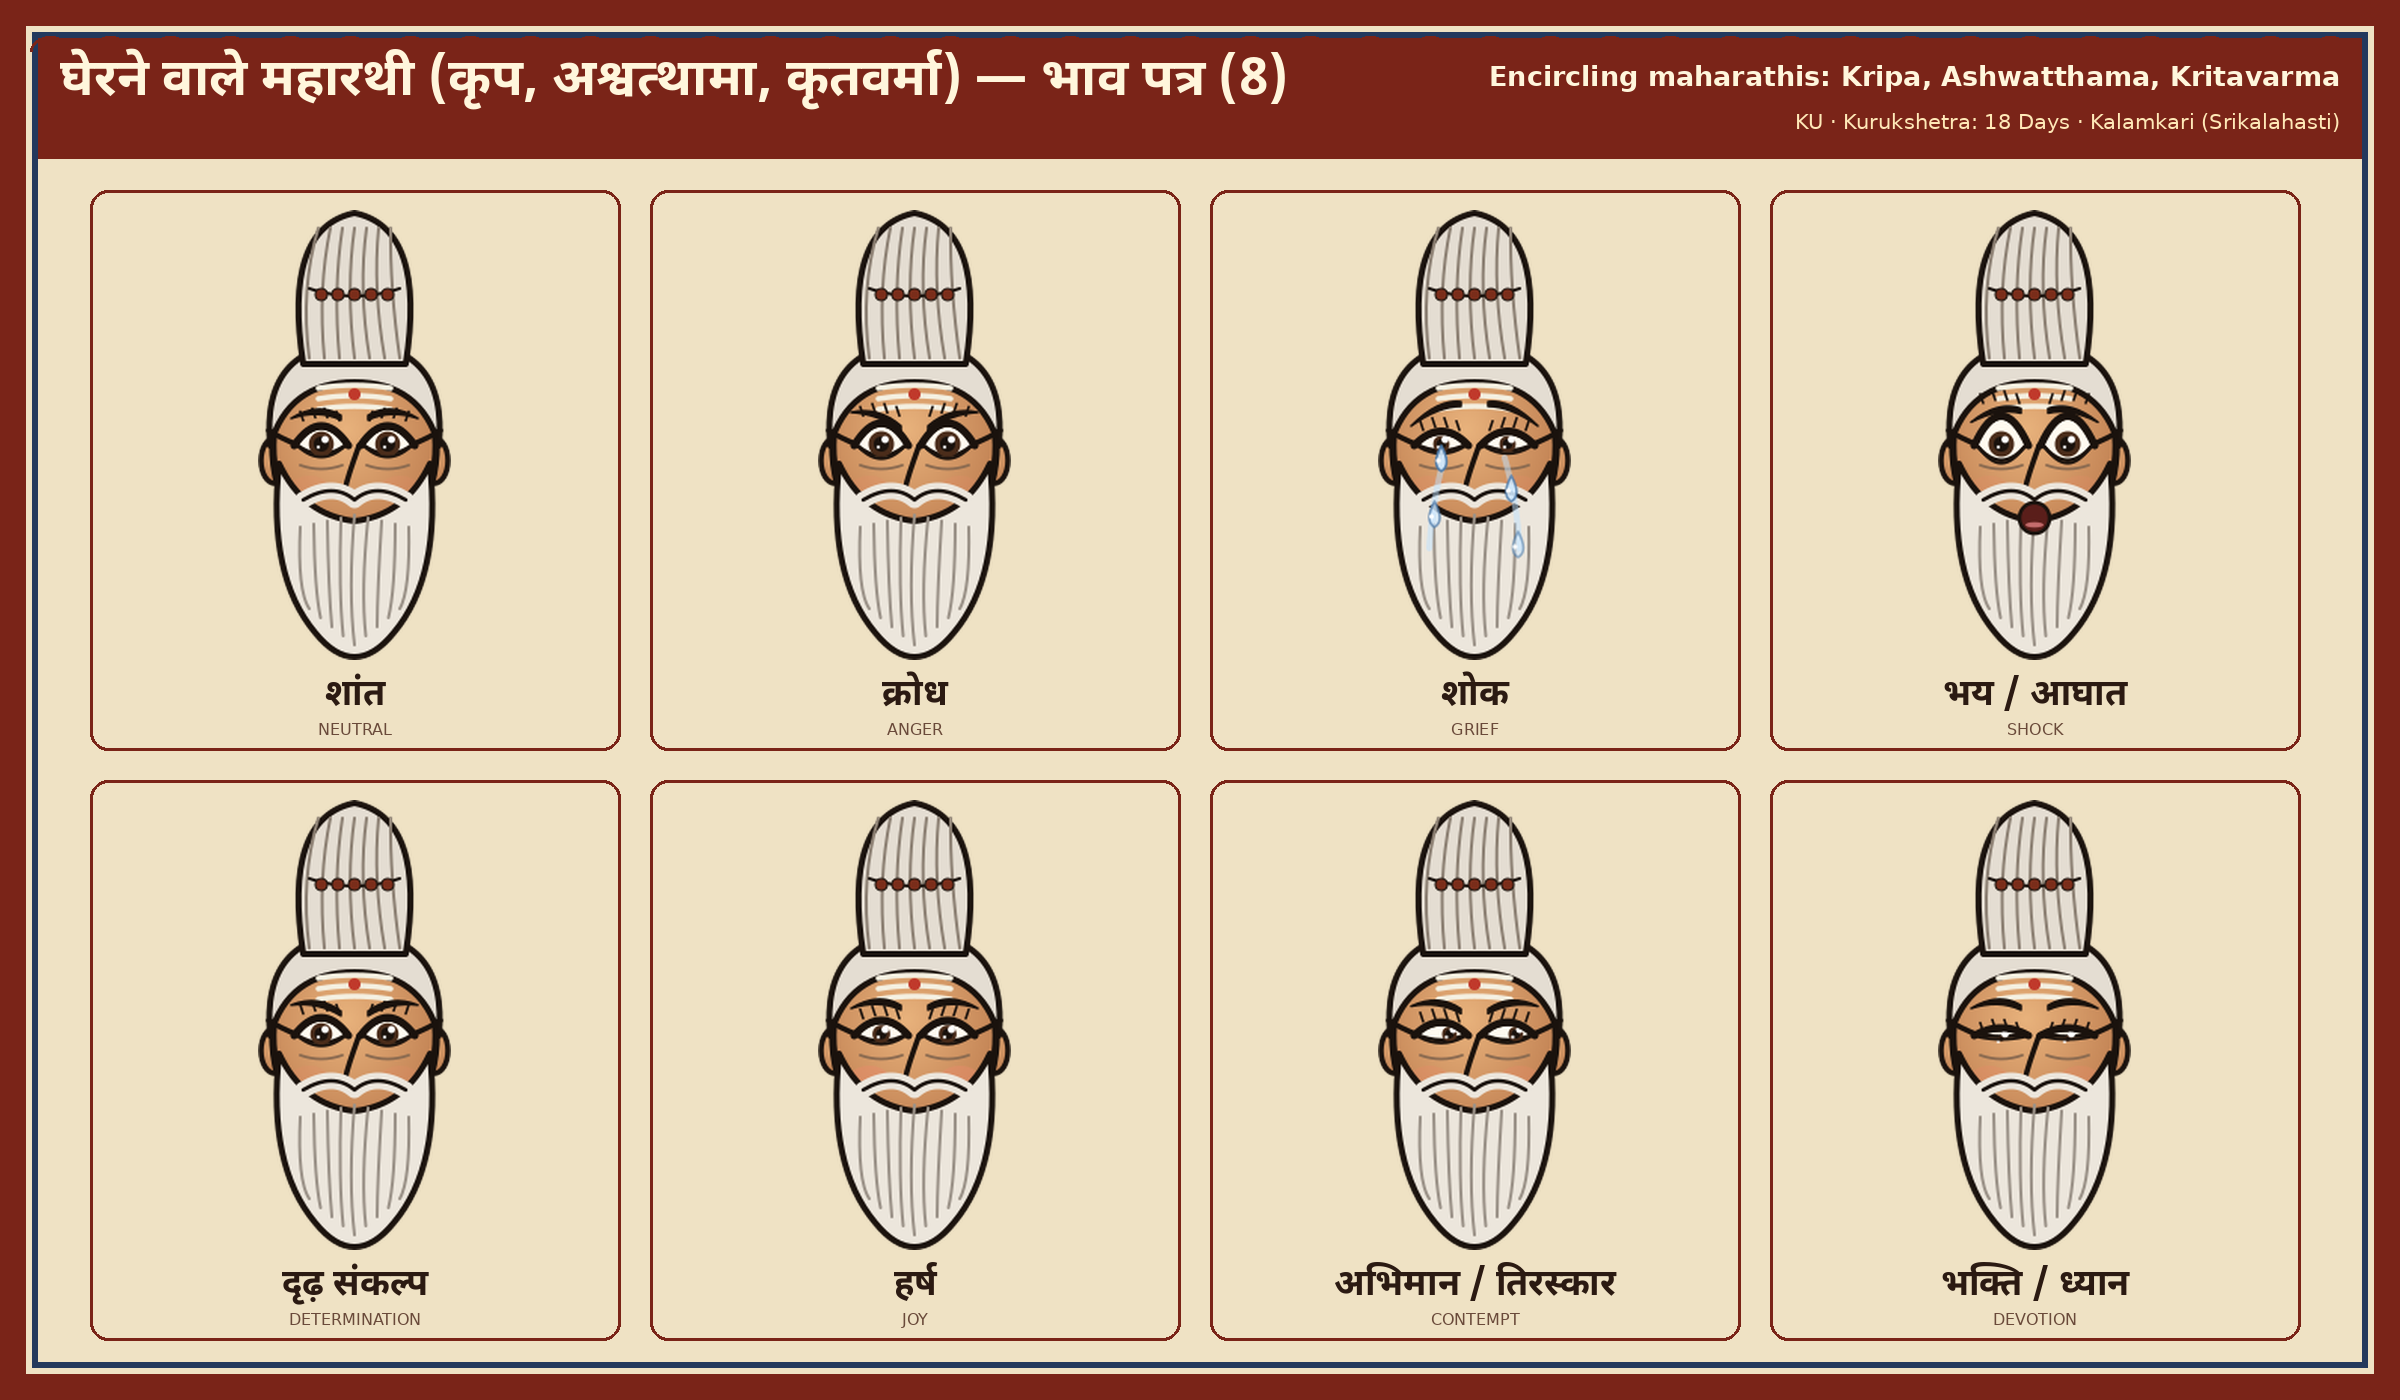 घेरने वाले महारथी (कृप, अश्वत्थामा, कृतवर्मा) — भाव पत्र (8)
Encircling maharathis: Kripa, Ashwatthama, Kritavarma
KU · Kurukshetra: 18 Days · Kalamkari (Srikalahasti)
शांत
NEUTRAL
क्रोध
ANGER
शोक
GRIEF
भय / आघात
SHOCK
दृढ़ संकल्प
DETERMINATION
हर्ष
JOY
अभिमान / तिरस्कार
CONTEMPT
भक्ति / ध्यान
DEVOTION